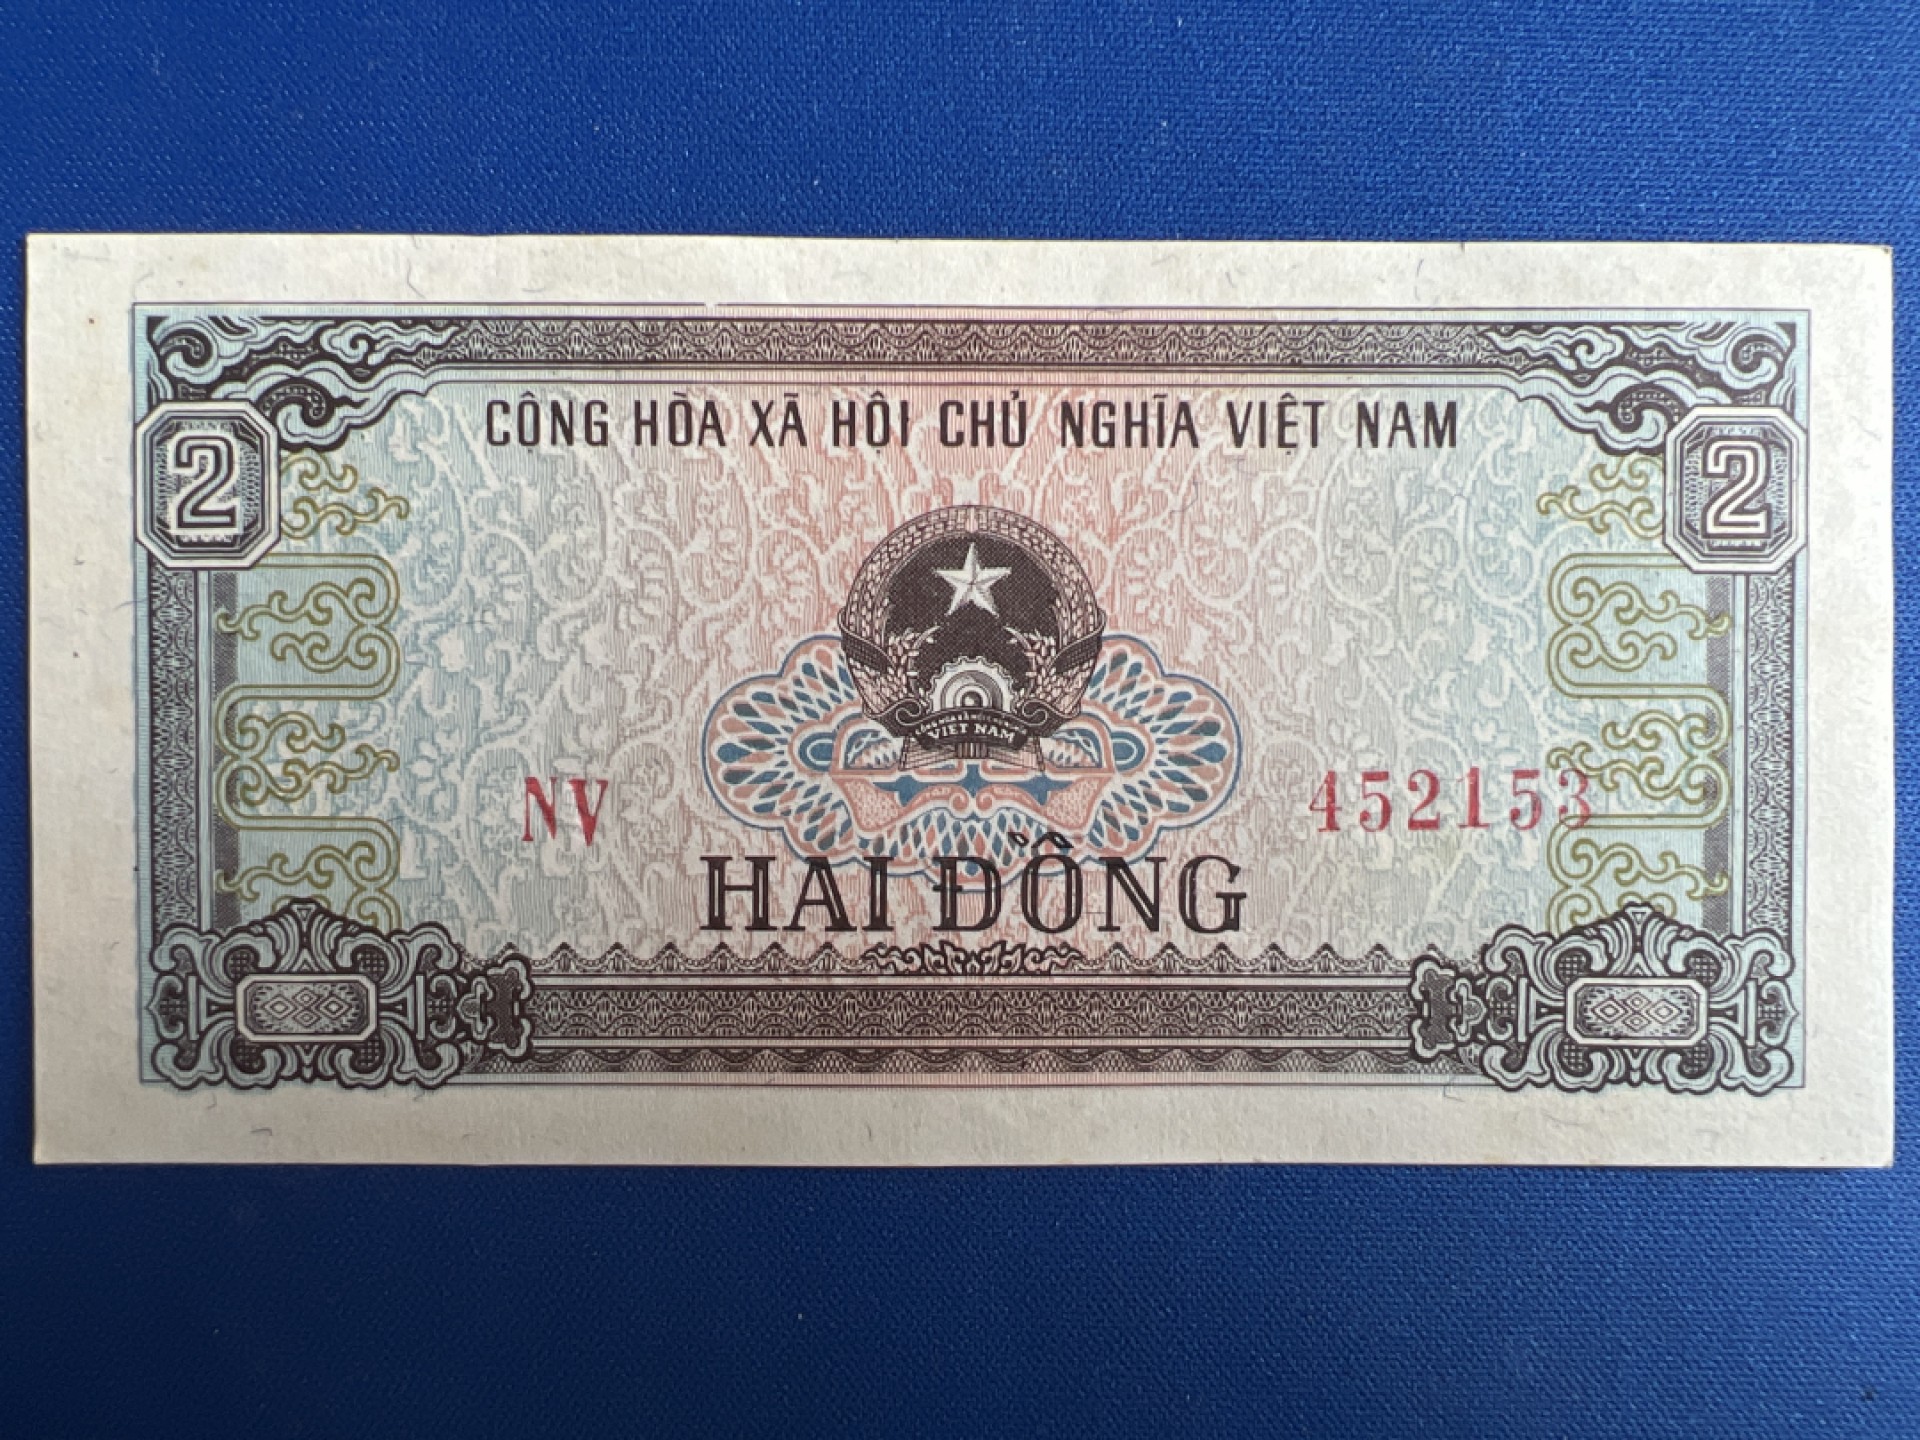 CỘNG HÒA XÃ HỘI CHỦ NGHĨA VIỆT NAM
2 2
VIỆT NAM
NV 452153
HAI ĐỒNG